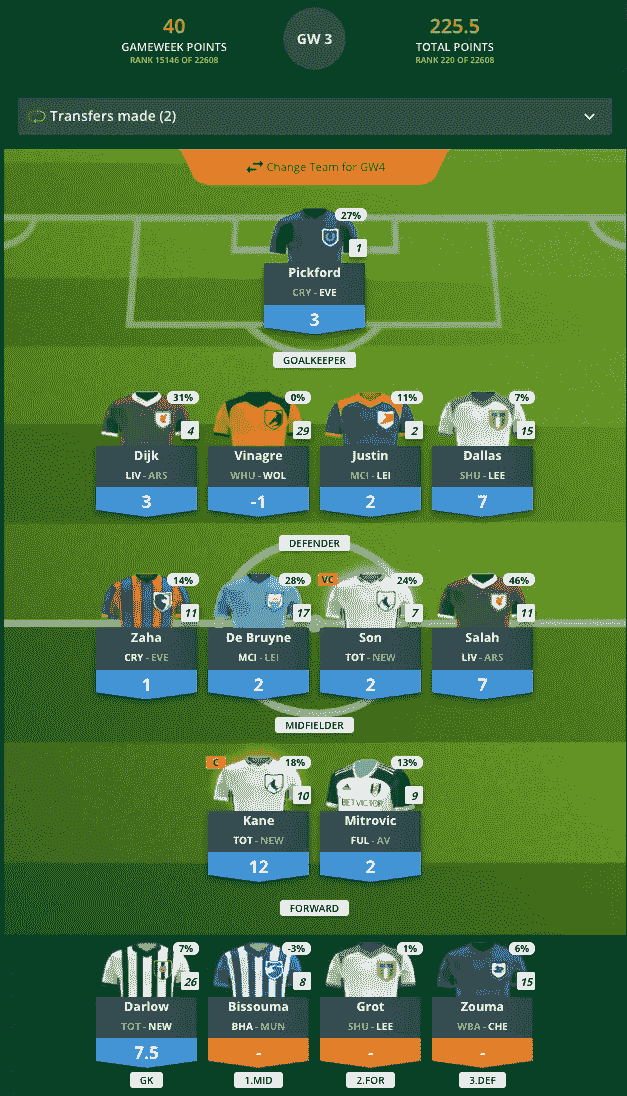 40
GAMEWEEK POINTS
RANK 15146 OF 22608
GW 3
225.5
TOTAL POINTS
RANK 220 OF 22608
Transfers made (2)
Change Team for GW4
27%
1
Pickford
CRY - EVE
3
GOALKEEPER
31% 0% 11% 7%
4 29 2 15
Dijk Vinagre Justin Dallas
LIV - ARS WHU - WOL MCI - LEI SHU - LEE
3 -1 2 7
DEFENDER
14% 28% VC 24% 46%
11 17 7 11
Zaha De Bruyne Son Salah
CRY - EVE MCI - LEI TOT - NEW LIV - ARS
1 2 2 7
MIDFIELDER
C 18% 13%
10 9
BETVICTOR
Kane Mitrovic
TOT - NEW FUL - AV
12 2
FORWARD
7% -3% 1% 6%
26 8 15
Darlow Bissouma Grot Zouma
TOT - NEW BHA - MUN SHU - LEE WBA - CHE
7.5 - - -
GK 1.MID 2.FOR 3.DEF